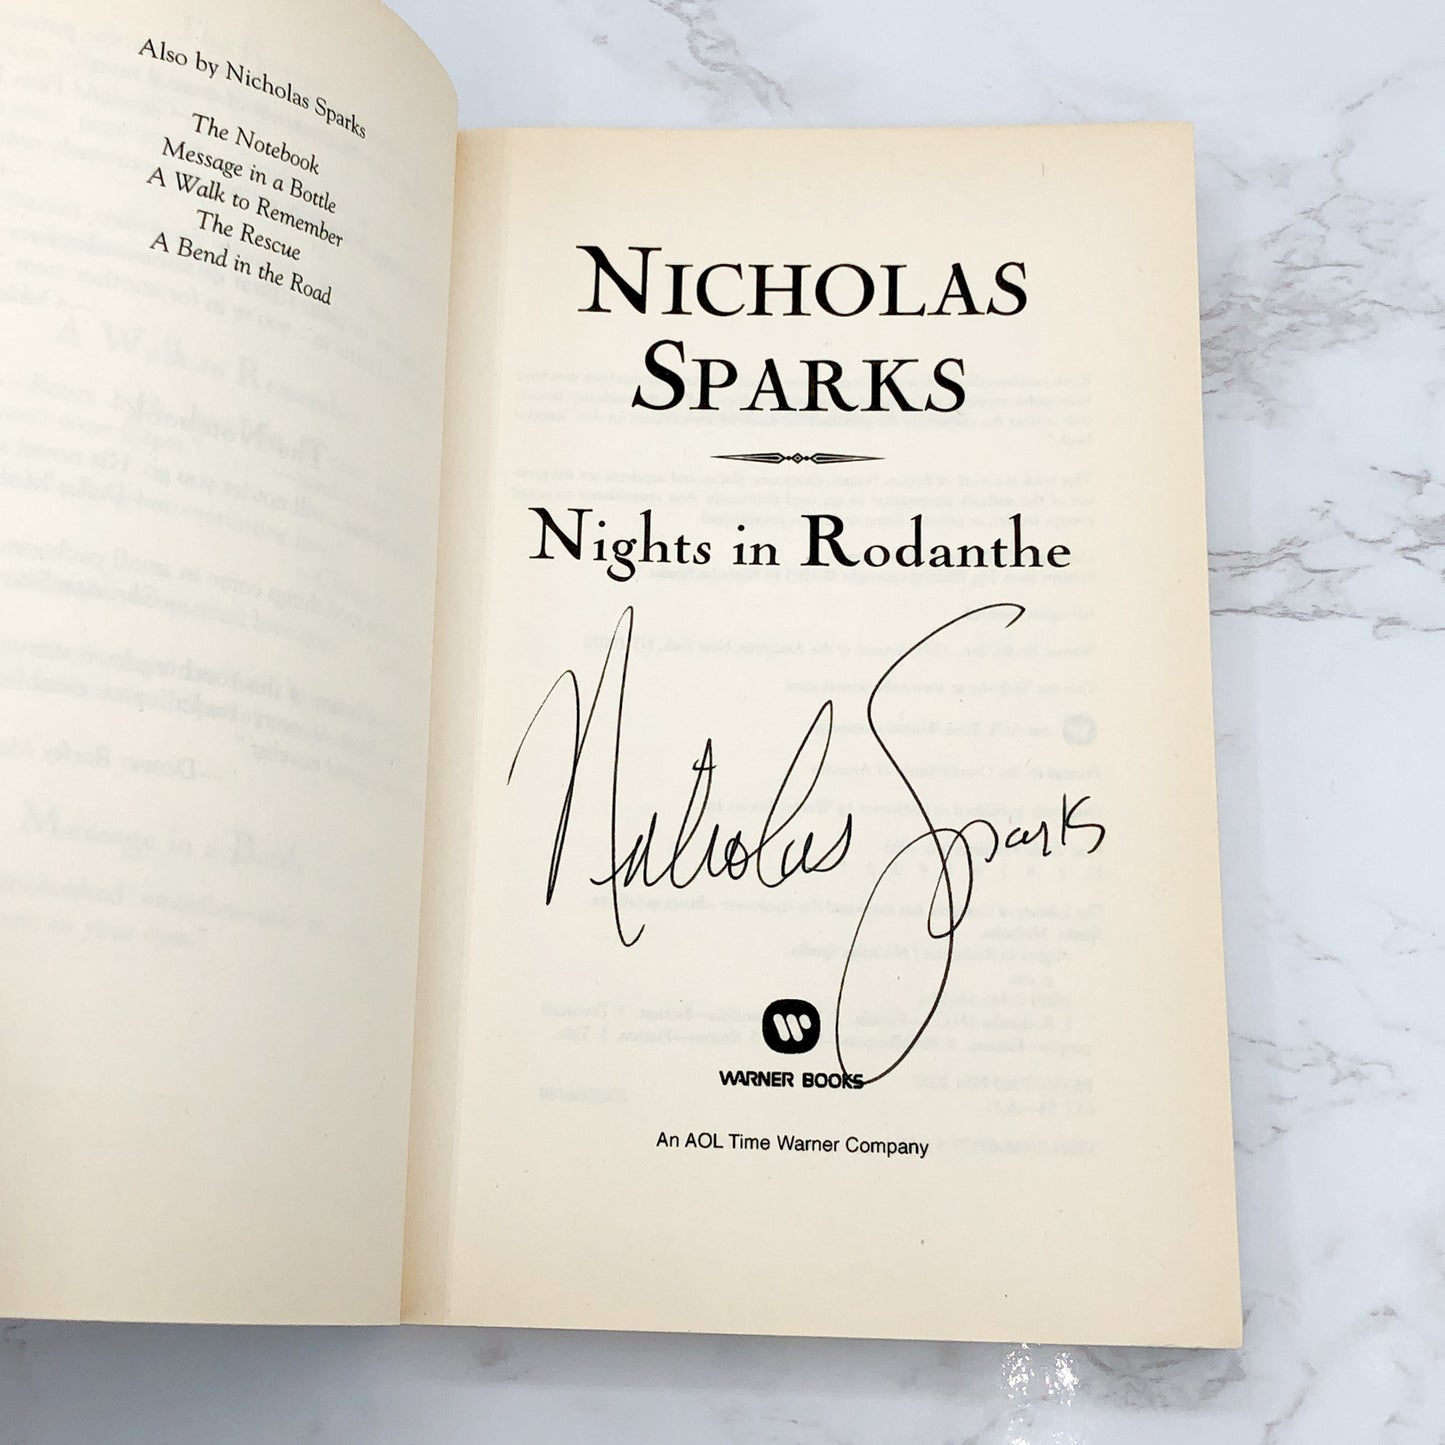 Also by Nicholas Sparks
The Notebook
Message in a Bottle
A Walk to Remember
The Rescue
A Bend in the Road
NICHOLAS
SPARKS
Nights in Rodanthe
Nicholas Sparks
WARNER BOOKS
An AOL Time Warner Company